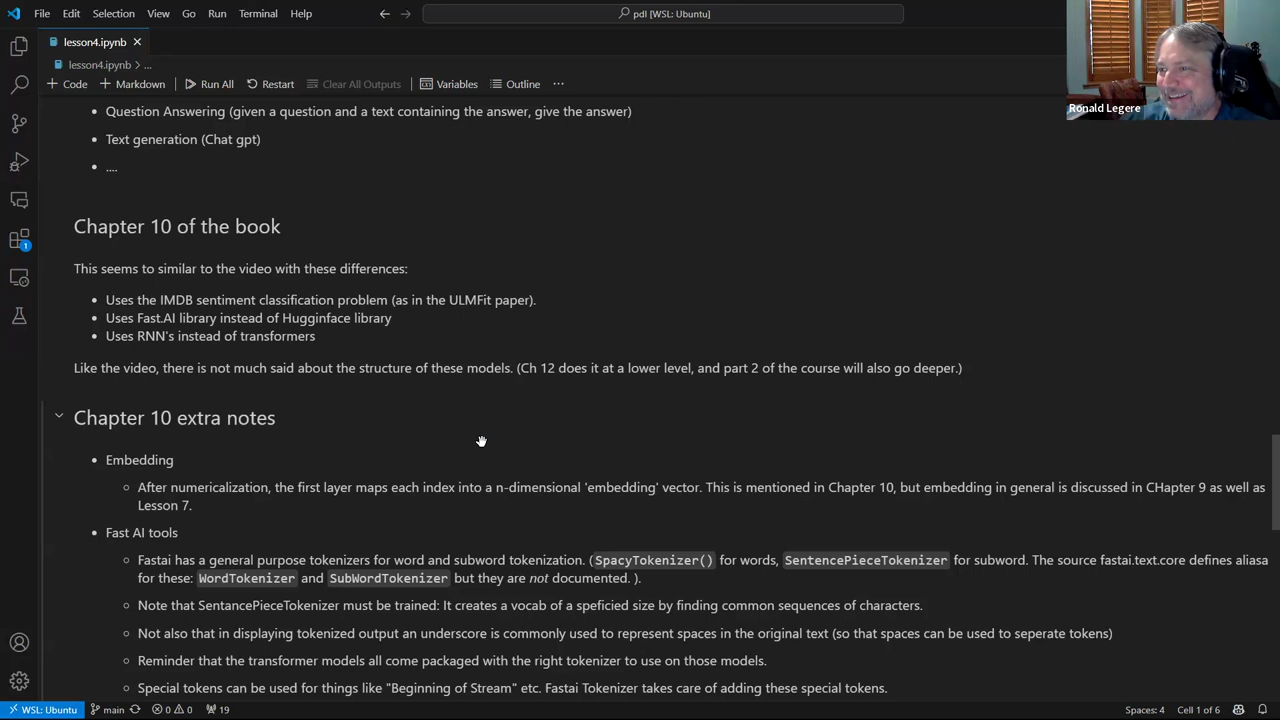 File Edit Selection View Go Run Terminal Help
pdl [WSL: Ubuntu]
lesson4.ipynb
lesson4.ipynb > ...
+ Code + Markdown Run All Restart Clear All Outputs Variables Outline ...
Ronald Legere
• Question Answering (given a question and a text containing the answer, give the answer)
• Text generation (Chat gpt)
• ....
Chapter 10 of the book
This seems to similar to the video with these differences:
• Uses the IMDB sentiment classification problem (as in the ULMFit paper).
• Uses Fast.AI library instead of Hugginface library
• Uses RNN's instead of transformers
Like the video, there is not much said about the structure of these models. (Ch 12 does it at a lower level, and part 2 of the course will also go deeper.)
Chapter 10 extra notes
• Embedding
○ After numericalization, the first layer maps each index into a n-dimensional 'embedding' vector. This is mentioned in Chapter 10, but embedding in general is discussed in CHapter 9 as well as
Lesson 7.
• Fast AI tools
○ Fastai has a general purpose tokenizers for word and subword tokenization. (SpacyTokenizer() for words, SentencePieceTokenizer for subword. The source fastai.text.core defines aliasa
for these: WordTokenizer and SubWordTokenizer but they are not documented. ).
○ Note that SentancePieceTokenizer must be trained: It creates a vocab of a speficied size by finding common sequences of characters.
○ Not also that in displaying tokenized output an underscore is commonly used to represent spaces in the original text (so that spaces can be used to seperate tokens)
○ Reminder that the transformer models all come packaged with the right tokenizer to use on those models.
○ Special tokens can be used for things like "Beginning of Stream" etc. Fastai Tokenizer takes care of adding these special tokens.
1
WSL: Ubuntu main 0 0 19 Spaces: 4 Cell 1 of 6